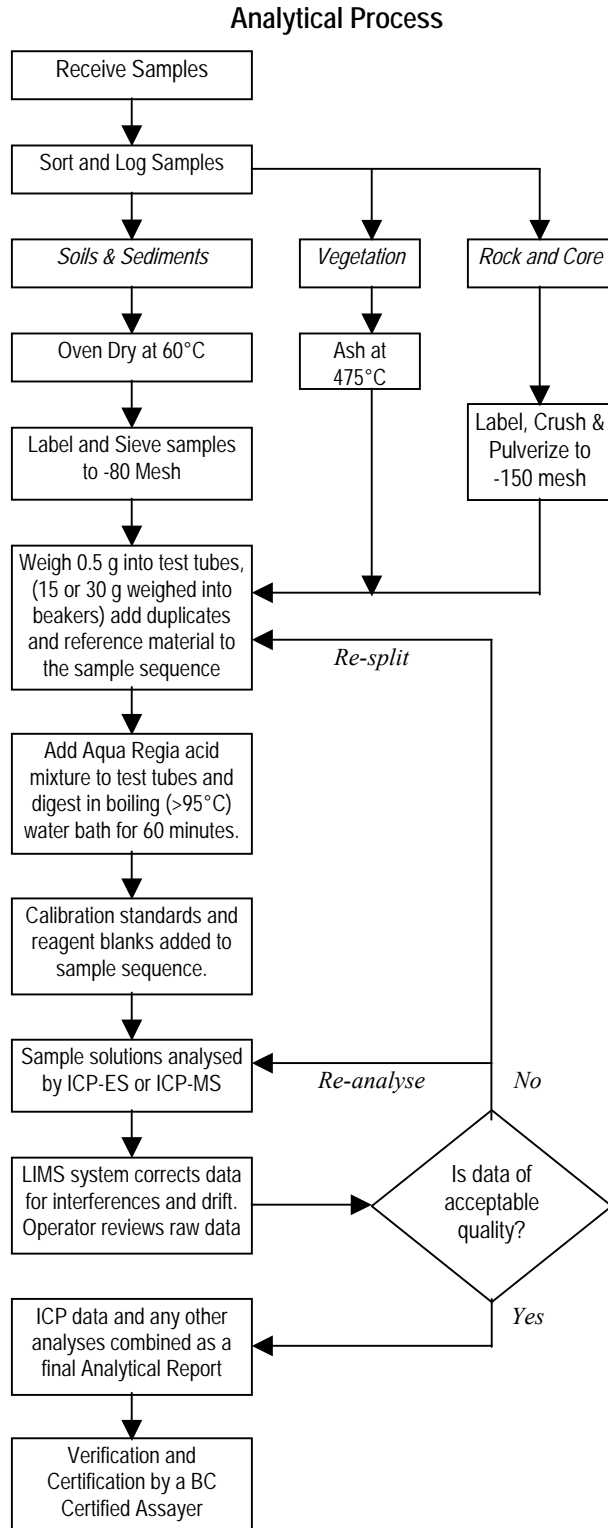 Analytical Process
Receive Samples
Sort and Log Samples
Soils & Sediments
Vegetation
Rock and Core
Oven Dry at 60°C
Ash at
475°C
Label and Sieve samples
to -80 Mesh
Label, Crush &
Pulverize to
-150 mesh
Weigh 0.5 g into test tubes,
(15 or 30 g weighed into
beakers) add duplicates
and reference material to
the sample sequence
Re-split
Add Aqua Regia acid
mixture to test tubes and
digest in boiling (>95°C)
water bath for 60 minutes.
Calibration standards and
reagent blanks added to
sample sequence.
Sample solutions analysed
by ICP-ES or ICP-MS
Re-analyse
No
LIMS system corrects data
for interferences and drift.
Operator reviews raw data
Is data of
acceptable
quality?
Yes
ICP data and any other
analyses combined as a
final Analytical Report
Verification and
Certification by a BC
Certified Assayer